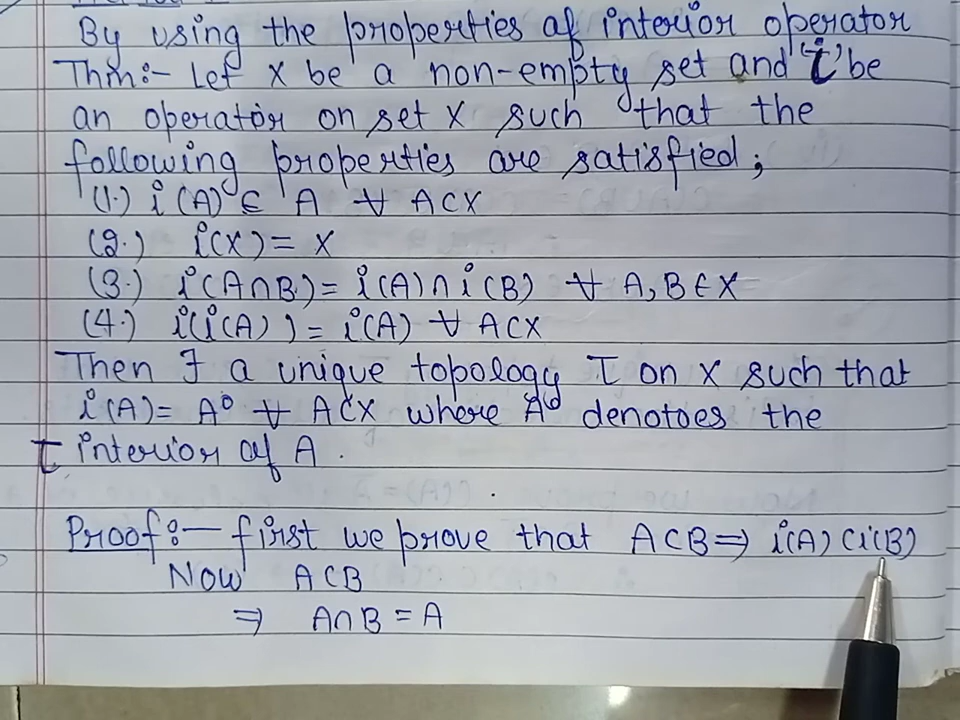 By using the properties of interior operator
Thm:- Let X be a non-empty set and 'i' be
an operator on set X such that the
following properties are satisfied;
(1.) i(A) ⊆ A ∀ A⊂X
(2.) i(X) = X
(3.) i(A∩B) = i(A)∩i(B) ∀ A,B∈X
(4.) i(i(A)) = i(A) ∀ A⊂X
Then ∃ a unique topology τ on X such that
i(A)= A° ∀ A⊂X where A° denotoes the
τ interior of A.
Proof:— first we prove that A⊂B ⇒ i(A)⊂i(B)
Now A⊂B
⇒ A∩B = A